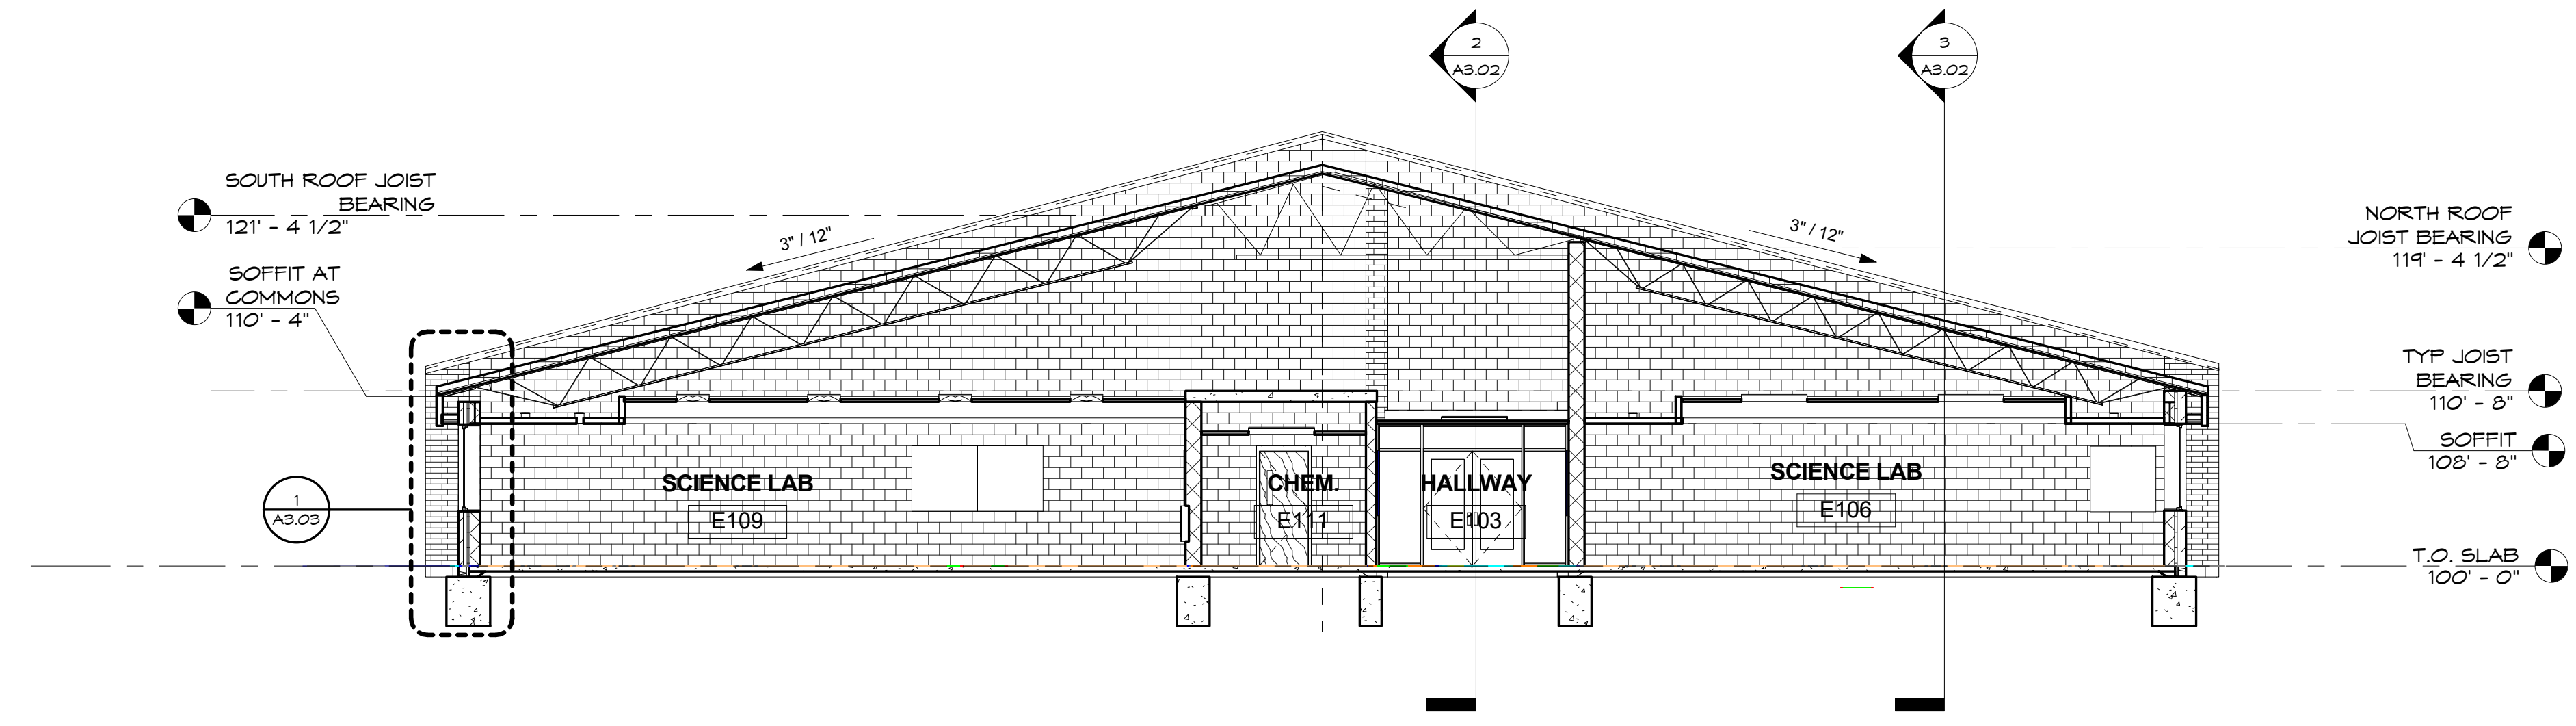 2
A3.02
3
A3.02
SOUTH ROOF JOIST
BEARING
121' - 4 1/2"
SOFFIT AT
COMMONS
110' - 4"
3" / 12"
3" / 12"
NORTH ROOF
JOIST BEARING
119' - 4 1/2"
TYP JOIST
BEARING
110' - 8"
SOFFIT
108' - 8"
T.O. SLAB
100' - 0"
1
A3.03
SCIENCE LAB
E109
CHEM.
E111
HALLWAY
E103
SCIENCE LAB
E106